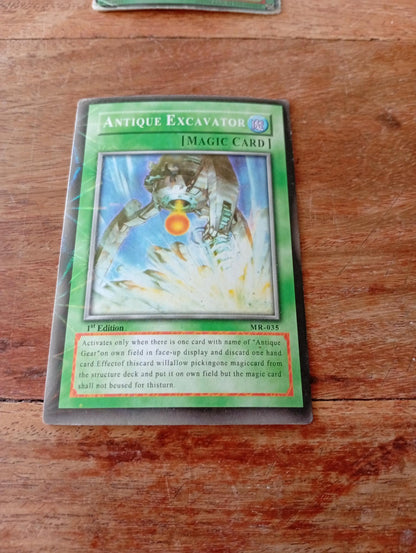 ANTIQUE EXCAVATOR
[MAGIC CARD]
1st Edition
MR-035
Activates only when there is one card with name of "Antique
Gear"on own field in face-up display and discard one hand
card.Effectof thiscard willallow pickingone magiccard from
the structure deck and put it on own field but the magic card
shall not beused for thisturn.